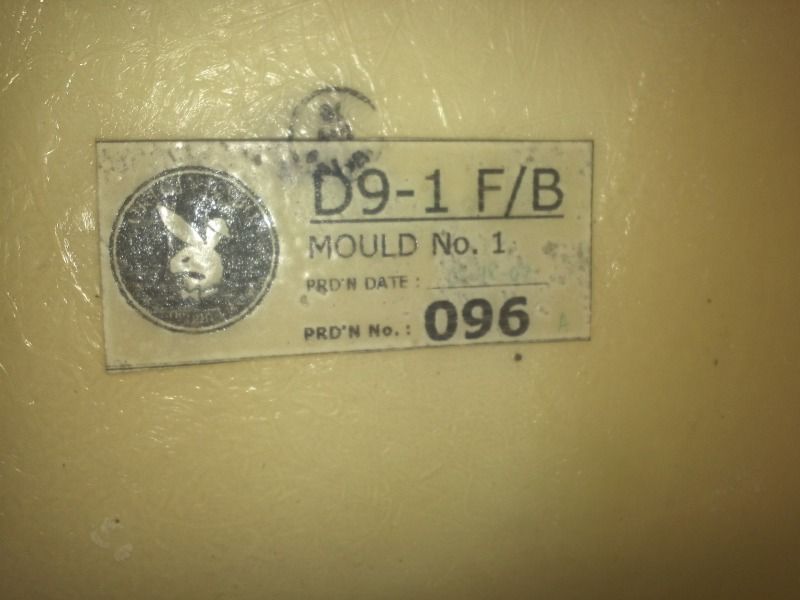 D9-1 F/B
MOULD No. 1
PRD'N DATE :
PRD'N No. : 096